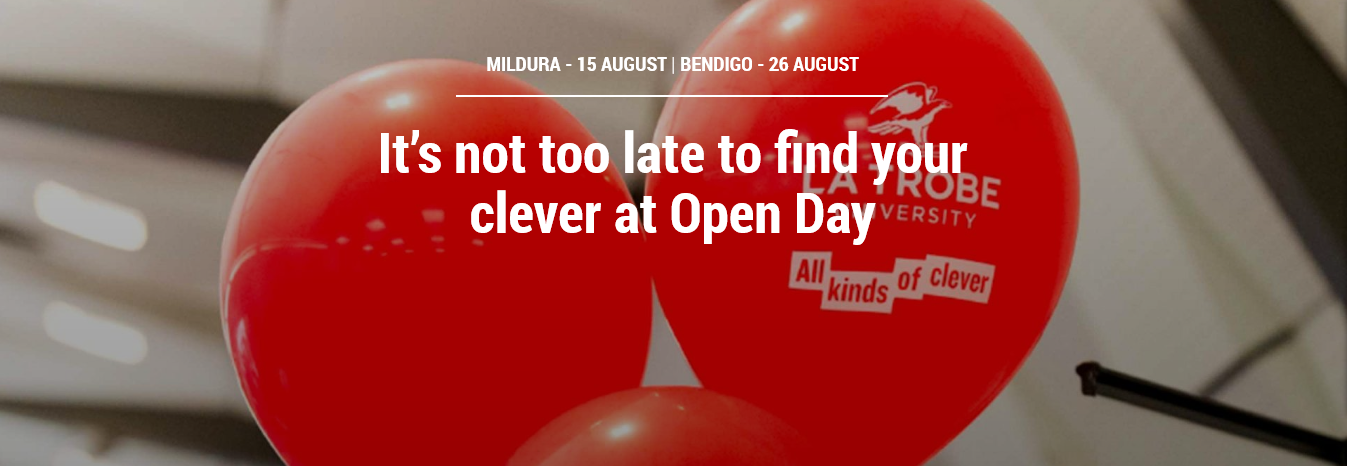 MILDURA - 15 AUGUST | BENDIGO - 26 AUGUST
It’s not too late to find your
clever at Open Day
LA TROBE
UNIVERSITY
All kinds of clever